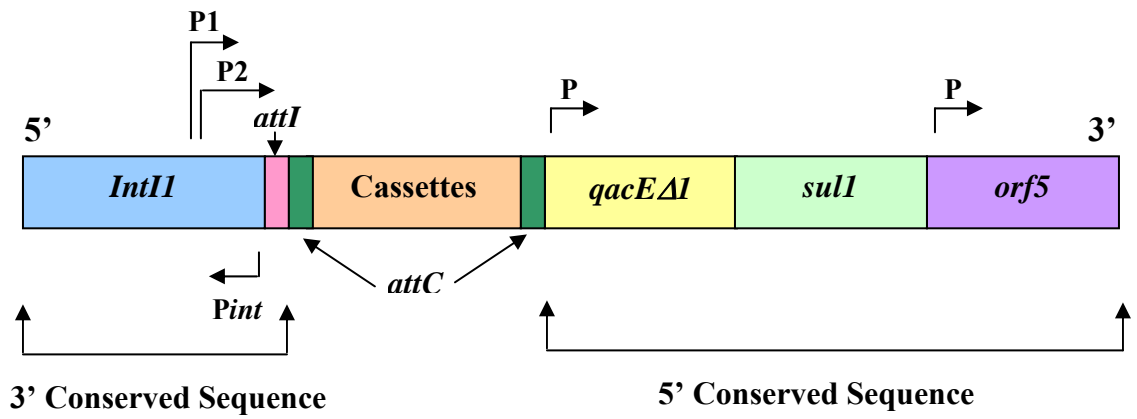 P1
P2
P
P
attI
5’
3’
IntI1
Cassettes
qacEΔ1
sul1
orf5
attC
Pint
3’ Conserved Sequence
5’ Conserved Sequence